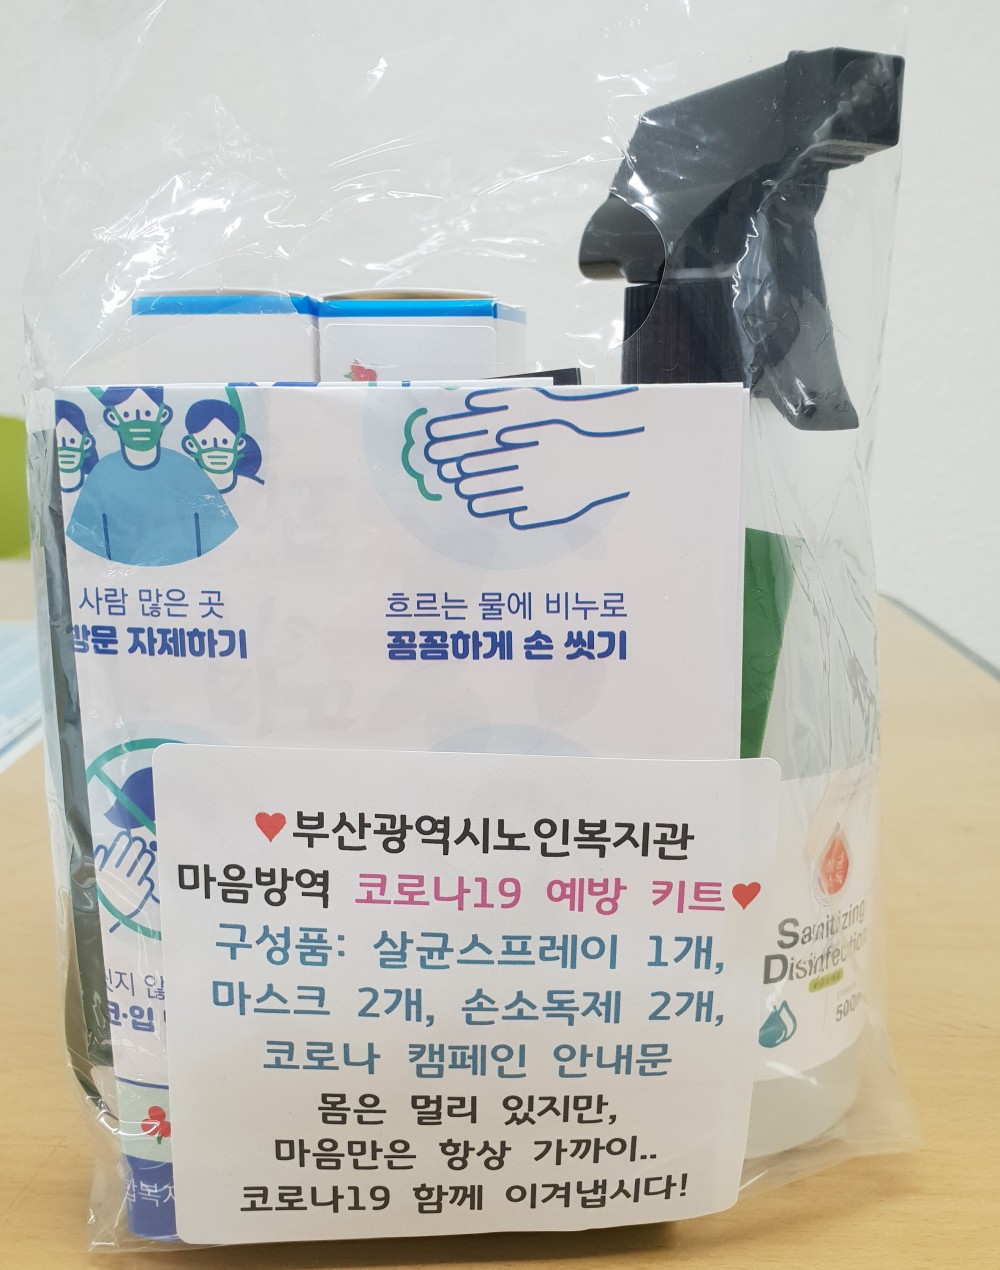 사람 많은 곳
방문 자제하기
흐르는 물에 비누로
꼼꼼하게 손 씻기
♥부산광역시노인복지관
마음방역 코로나19 예방 키트♥
구성품: 살균스프레이 1개,
마스크 2개, 손소독제 2개,
코로나 캠페인 안내문
몸은 멀리 있지만,
마음만은 항상 가까이..
코로나19 함께 이겨냅시다!
Sanitizing
Disinfection
코·입